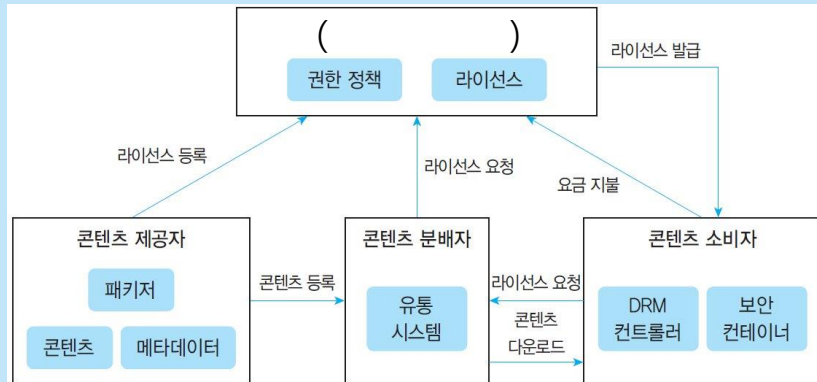 (                    )
권한 정책
라이선스
라이선스 발급
라이선스 등록
라이선스 요청
요금 지불
콘텐츠 제공자
패키저
콘텐츠
메타데이터
콘텐츠 등록
콘텐츠 분배자
유통
시스템
라이선스 요청
콘텐츠
다운로드
콘텐츠 소비자
DRM
컨트롤러
보안
컨테이너